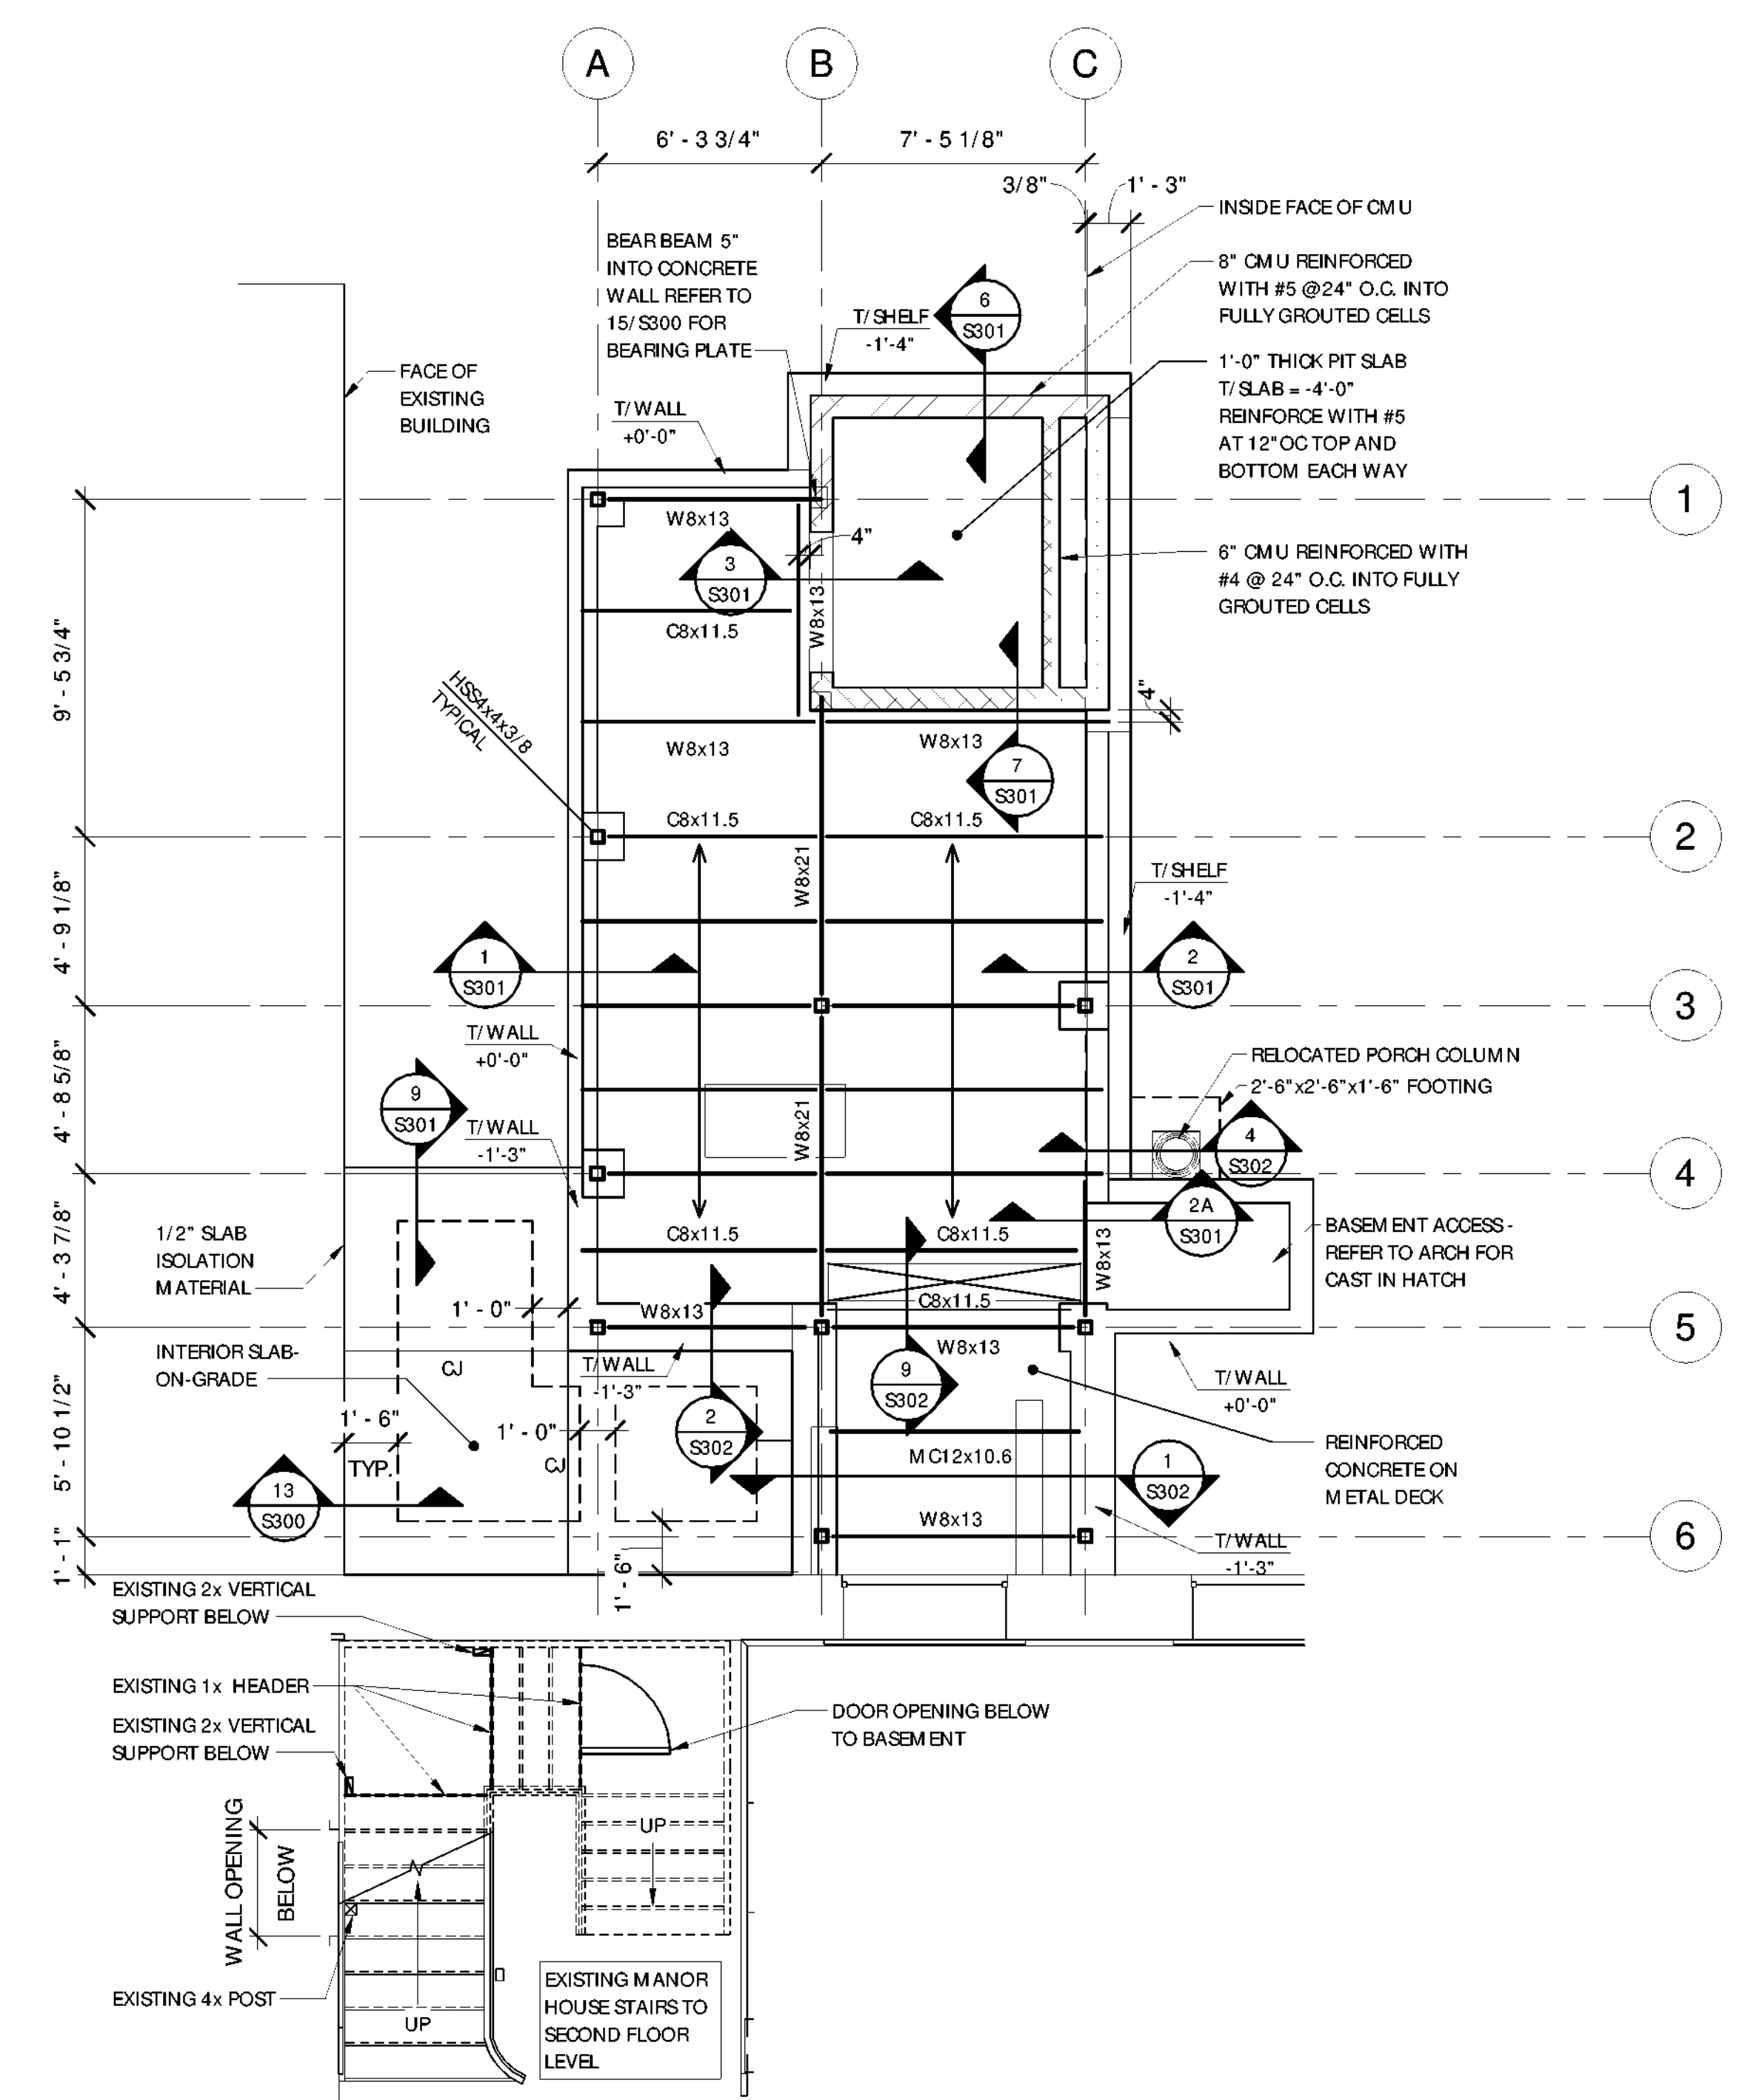 A
B
C
6' - 3 3/4"
7' - 5 1/8"
3/8"
1' - 3"
INSIDE FACE OF CMU
8" CMU REINFORCED
WITH #5 @24" O.C. INTO
FULLY GROUTED CELLS
1'-0" THICK PIT SLAB
T/ SLAB = -4'-0"
REINFORCE WITH #5
AT 12"OC TOP AND
BOTTOM EACH WAY
6" CMU REINFORCED WITH
#4 @ 24" O.C. INTO FULLY
GROUTED CELLS
BEAR BEAM 5"
INTO CONCRETE
WALL REFER TO
15/S300 FOR
BEARING PLATE
T/ SHELF
-1'-4"
6
S301
FACE OF
EXISTING
BUILDING
T/ WALL
+0'-0"
1
W8x13
3
S301
4"
W8x13
C8x11.5
9' - 5 3/4"
HSS4x4x3/8
TYPICAL
4"
W8x13
W8x13
7
S301
C8x11.5
C8x11.5
2
W8x21
4' - 9 1/8"
T/ SHELF
-1'-4"
1
S301
2
S301
3
T/ WALL
+0'-0"
RELOCATED PORCH COLUMN
2'-6"x2'-6"x1'-6" FOOTING
4' - 8 5/8"
9
S301
T/ WALL
-1'-3"
W8x21
4
S302
4
2A
S301
1/2" SLAB
ISOLATION
MATERIAL
C8x11.5
C8x11.5
W8x13
BASEMENT ACCESS -
REFER TO ARCH FOR
CAST IN HATCH
4' - 3 7/8"
1' - 0"
W8x13
C8x11.5
5
INTERIOR SLAB-
ON-GRADE
CJ
T/ WALL
-1'-3"
W8x13
9
S302
T/ WALL
+0'-0"
5' - 10 1/2"
1' - 6"
TYP.
1' - 0"
CJ
2
S302
MC12x10.6
1
S302
REINFORCED
CONCRETE ON
METAL DECK
13
S300
W8x13
T/ WALL
-1'-3"
6
1' - 1"
1' - 6"
EXISTING 2x VERTICAL
SUPPORT BELOW
EXISTING 1x HEADER
EXISTING 2x VERTICAL
SUPPORT BELOW
DOOR OPENING BELOW
TO BASEMENT
WALL OPENING
BELOW
UP
EXISTING 4x POST
UP
EXISTING MANOR
HOUSE STAIRS TO
SECOND FLOOR
LEVEL